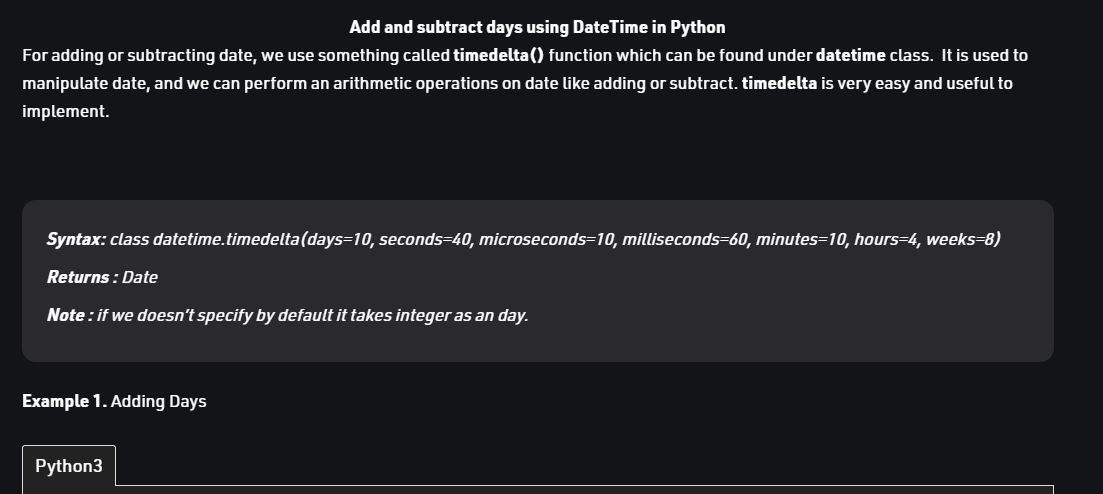 Add and subtract days using DateTime in Python
For adding or subtracting date, we use something called timedelta() function which can be found under datetime class.  It is used to
manipulate date, and we can perform an arithmetic operations on date like adding or subtract. timedelta is very easy and useful to
implement.
Syntax: class datetime.timedelta(days=10, seconds=40, microseconds=10, milliseconds=60, minutes=10, hours=4, weeks=8)
Returns : Date
Note : if we doesn’t specify by default it takes integer as an day.
Example 1. Adding Days
Python3